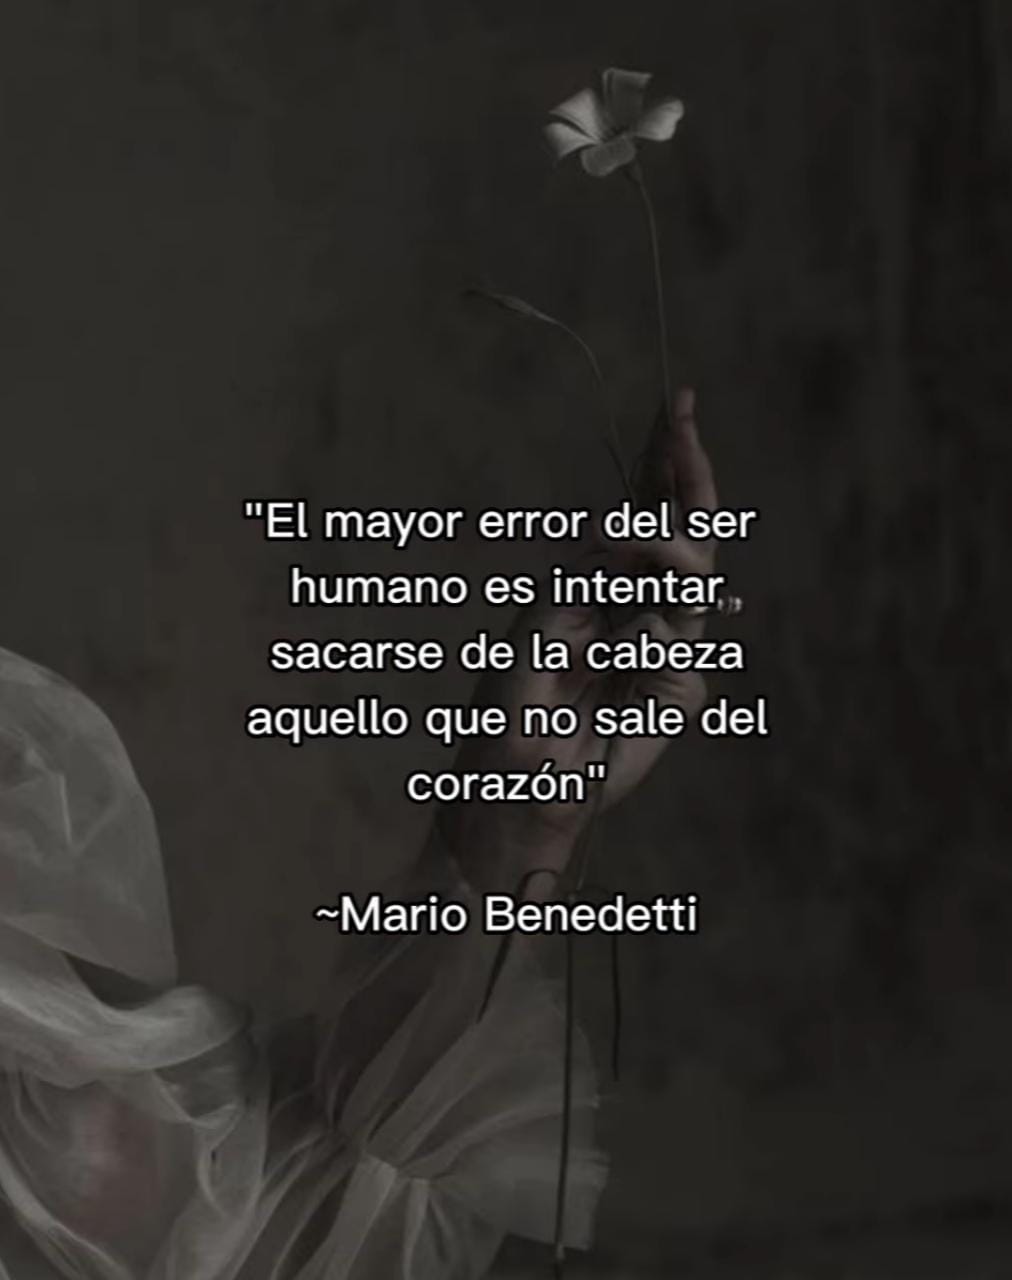 "El mayor error del ser
humano es intentar
sacarse de la cabeza
aquello que no sale del
corazón"
~Mario Benedetti